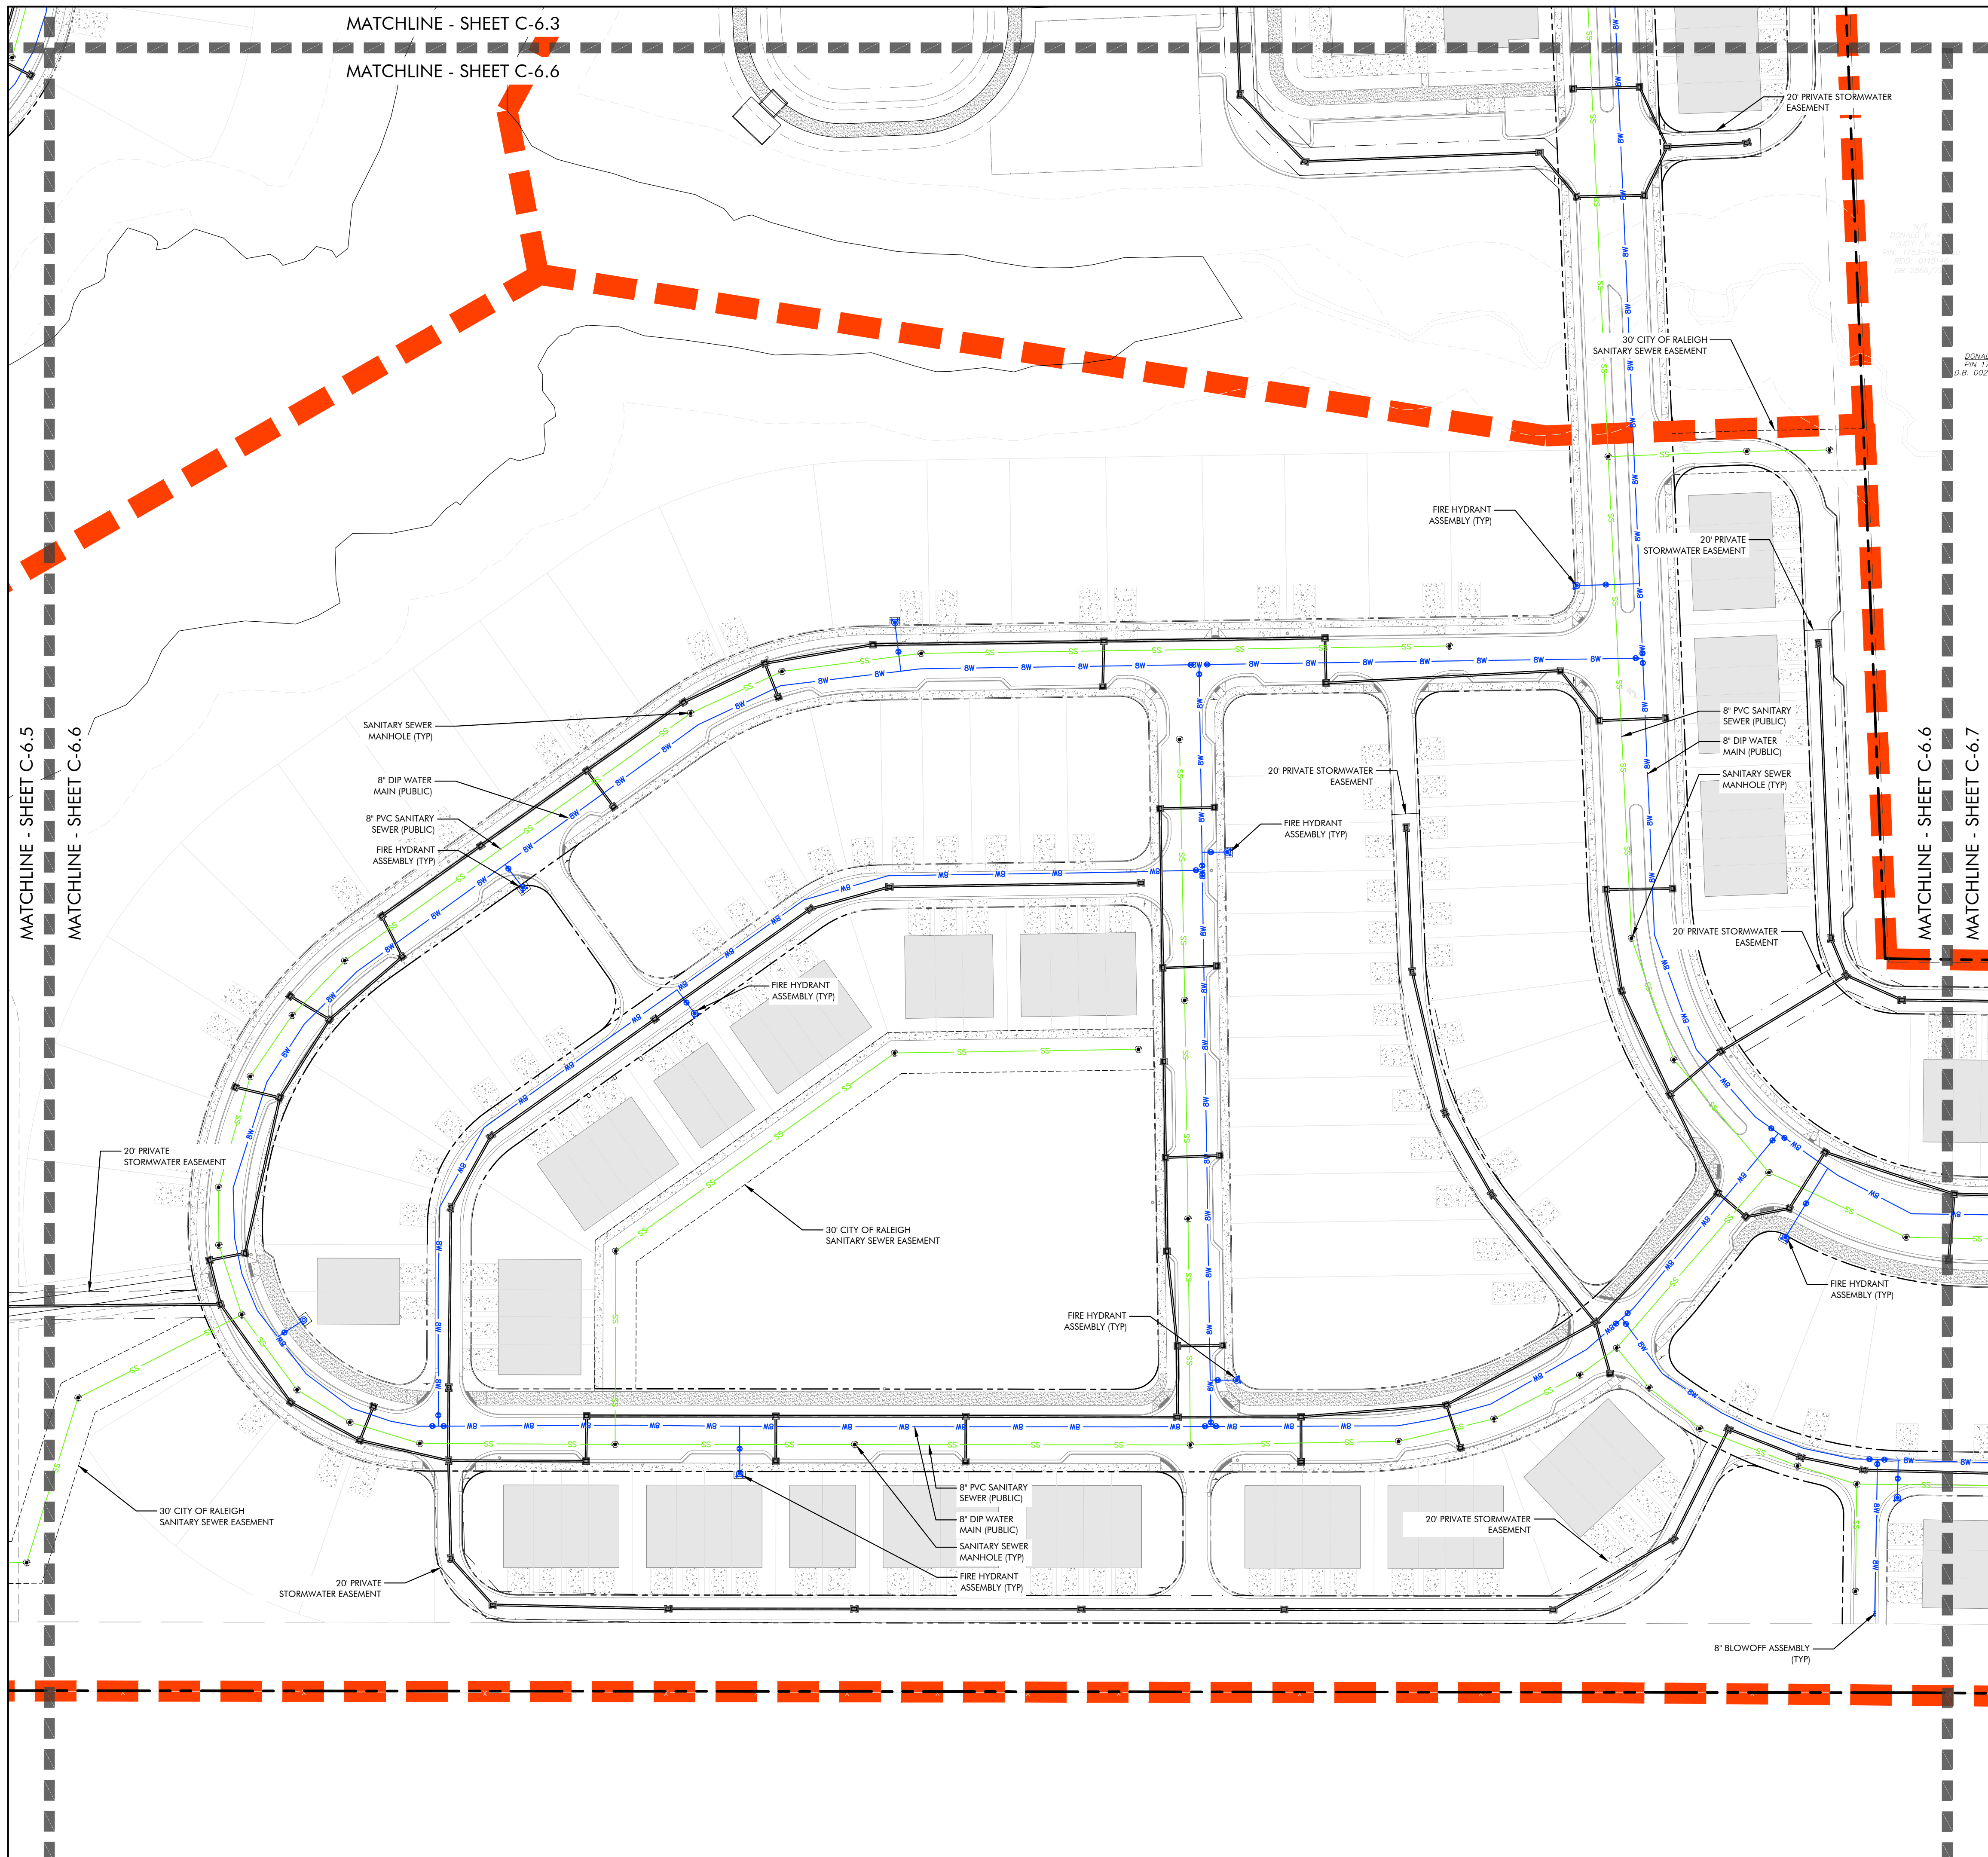 MATCHLINE - SHEET C-6.3
MATCHLINE - SHEET C-6.6
20' PRIVATE STORMWATER
EASEMENT
30' CITY OF RALEIGH
SANITARY SEWER EASEMENT
FIRE HYDRANT
ASSEMBLY (TYP)
20' PRIVATE
STORMWATER EASEMENT
SANITARY SEWER
MANHOLE (TYP)
8" DIP WATER
MAIN (PUBLIC)
8" PVC SANITARY
SEWER (PUBLIC)
FIRE HYDRANT
ASSEMBLY (TYP)
MATCHLINE - SHEET C-6.5
MATCHLINE - SHEET C-6.6
20' PRIVATE STORMWATER
EASEMENT
FIRE HYDRANT
ASSEMBLY (TYP)
8" PVC SANITARY
SEWER (PUBLIC)
8" DIP WATER
MAIN (PUBLIC)
SANITARY SEWER
MANHOLE (TYP)
MATCHLINE - SHEET C-6.6
MATCHLINE - SHEET C-6.7
20' PRIVATE STORMWATER
EASEMENT
FIRE HYDRANT
ASSEMBLY (TYP)
20' PRIVATE
STORMWATER EASEMENT
30' CITY OF RALEIGH
SANITARY SEWER EASEMENT
FIRE HYDRANT
ASSEMBLY (TYP)
FIRE HYDRANT
ASSEMBLY (TYP)
30' CITY OF RALEIGH
SANITARY SEWER EASEMENT
8" PVC SANITARY
SEWER (PUBLIC)
8" DIP WATER
MAIN (PUBLIC)
SANITARY SEWER
MANHOLE (TYP)
FIRE HYDRANT
ASSEMBLY (TYP)
20' PRIVATE STORMWATER
EASEMENT
20' PRIVATE
STORMWATER EASEMENT
8" BLOWOFF ASSEMBLY
(TYP)
8W
SS